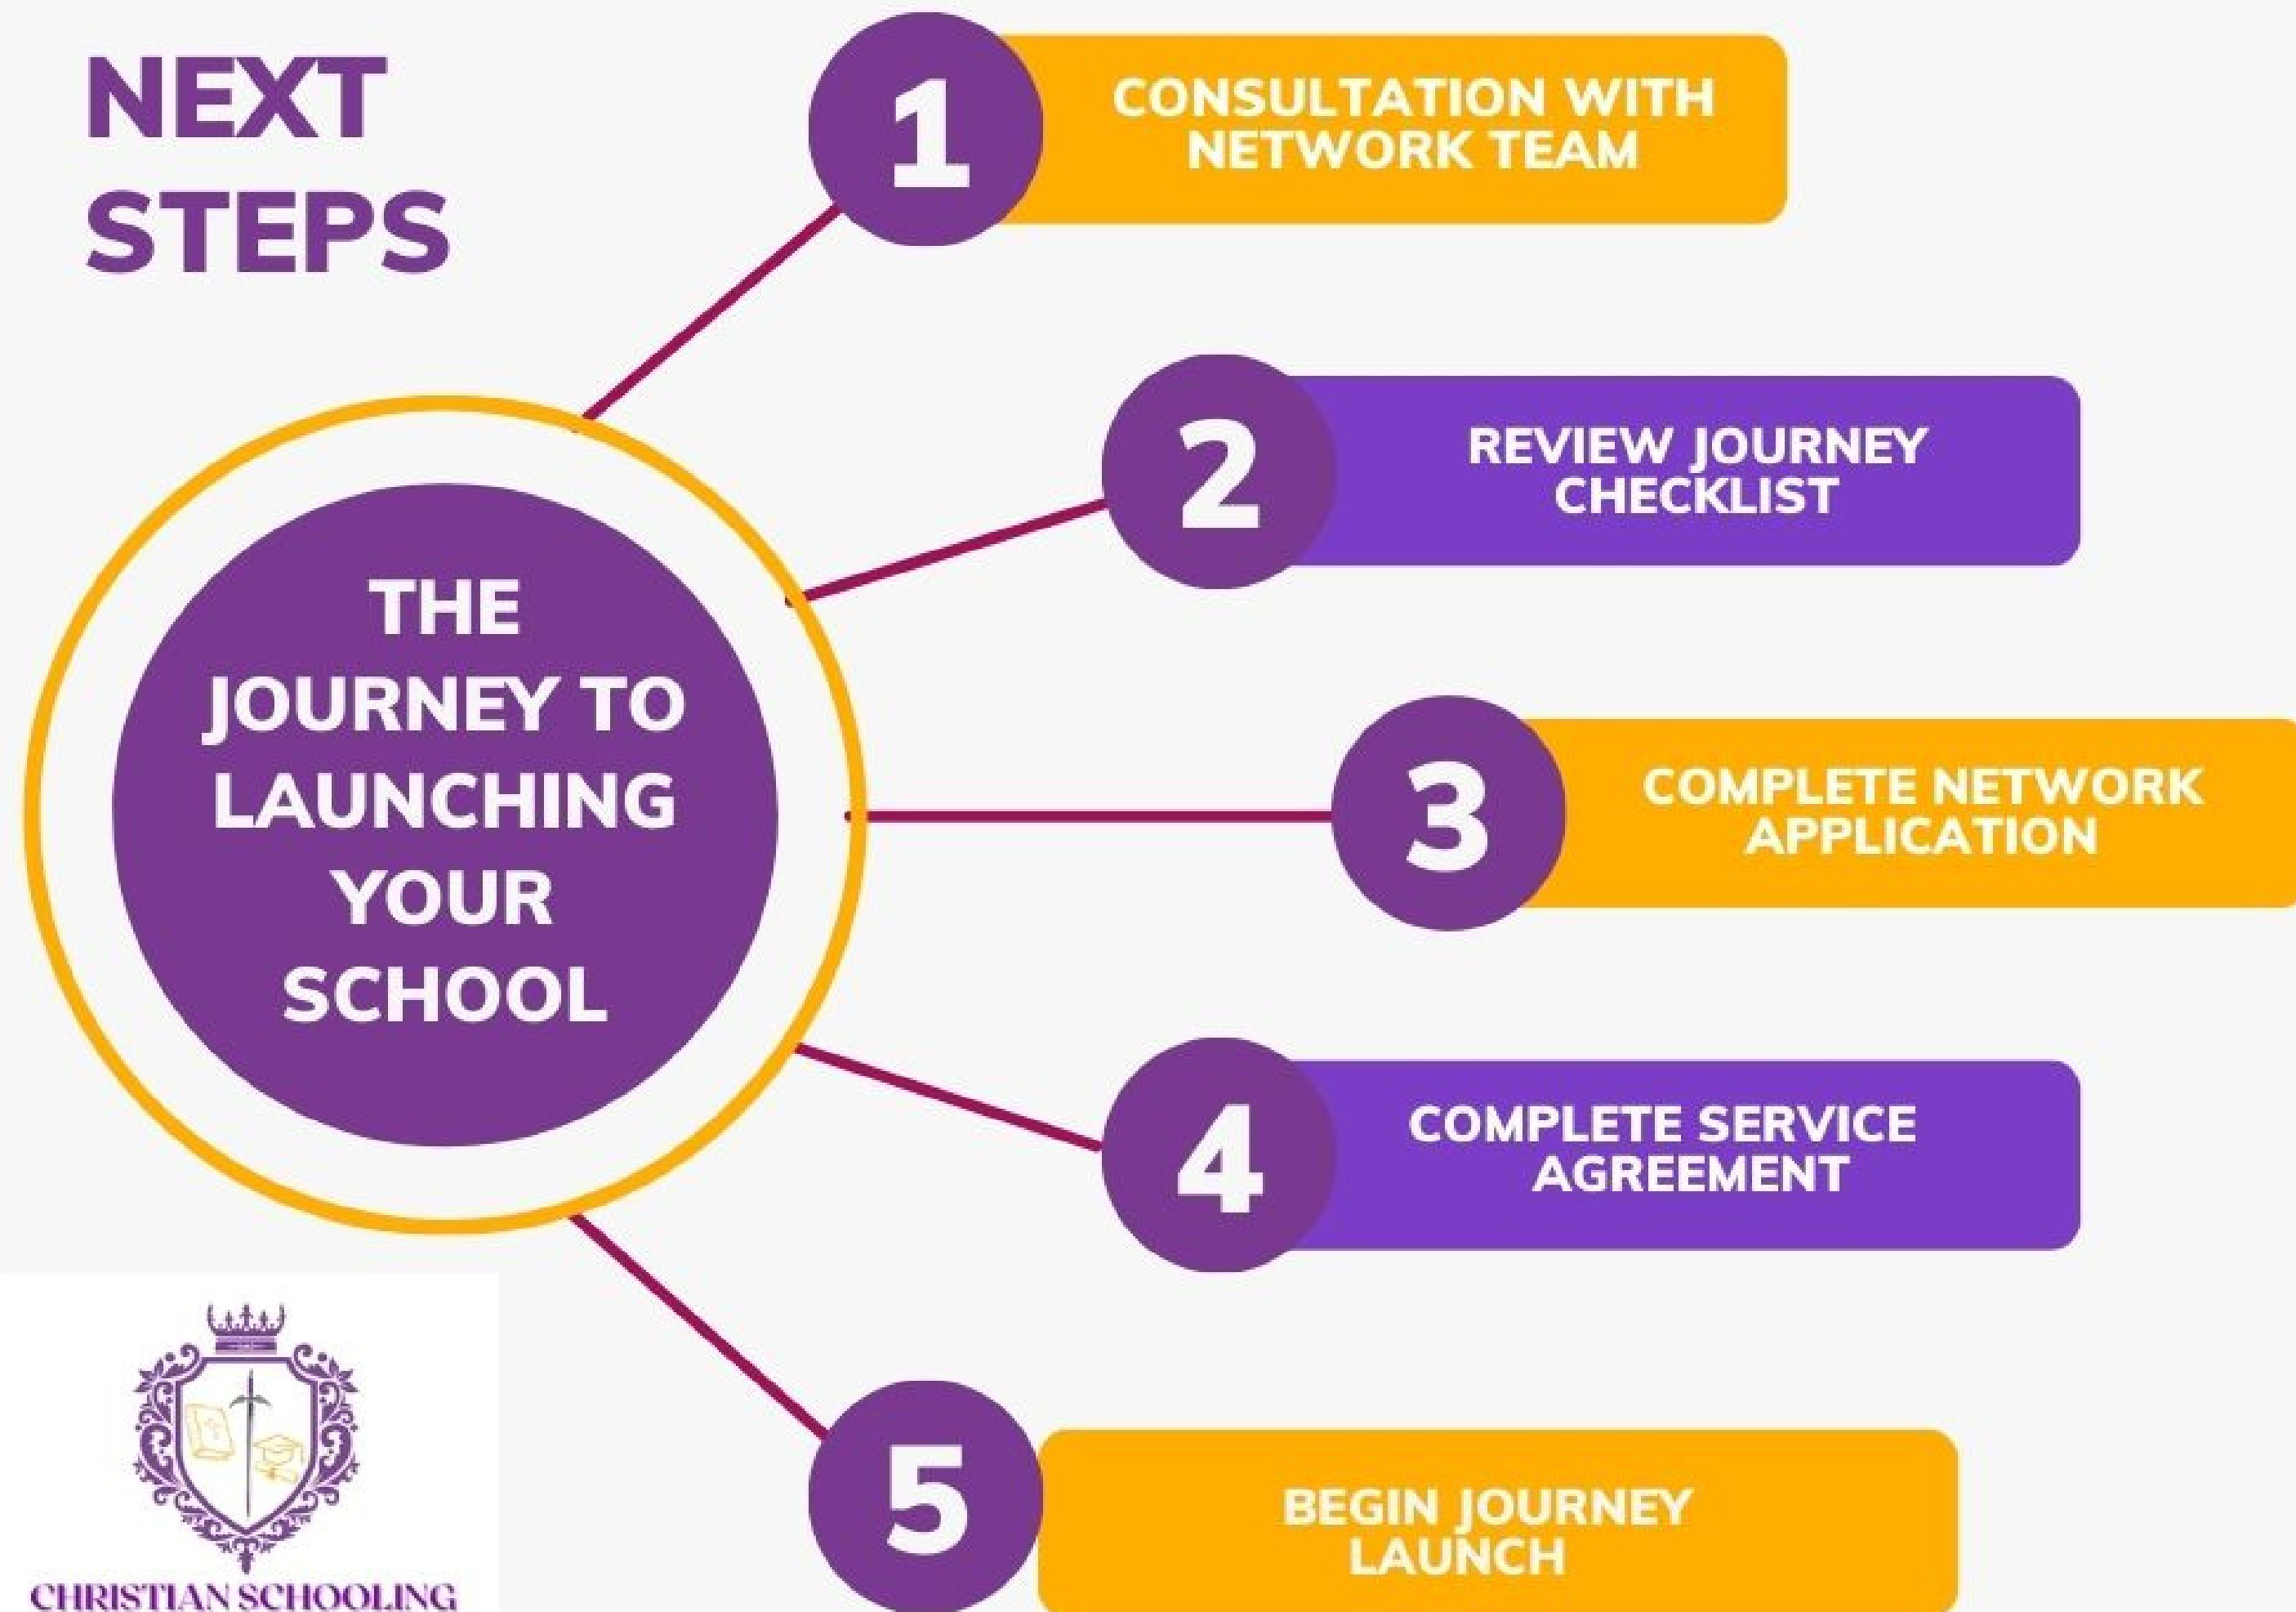 NEXT
STEPS
1
CONSULTATION WITH
NETWORK TEAM
2
REVIEW JOURNEY
CHECKLIST
THE
JOURNEY TO
LAUNCHING
YOUR
SCHOOL
3
COMPLETE NETWORK
APPLICATION
4
COMPLETE SERVICE
AGREEMENT
5
BEGIN JOURNEY
LAUNCH
CHRISTIAN SCHOOLING